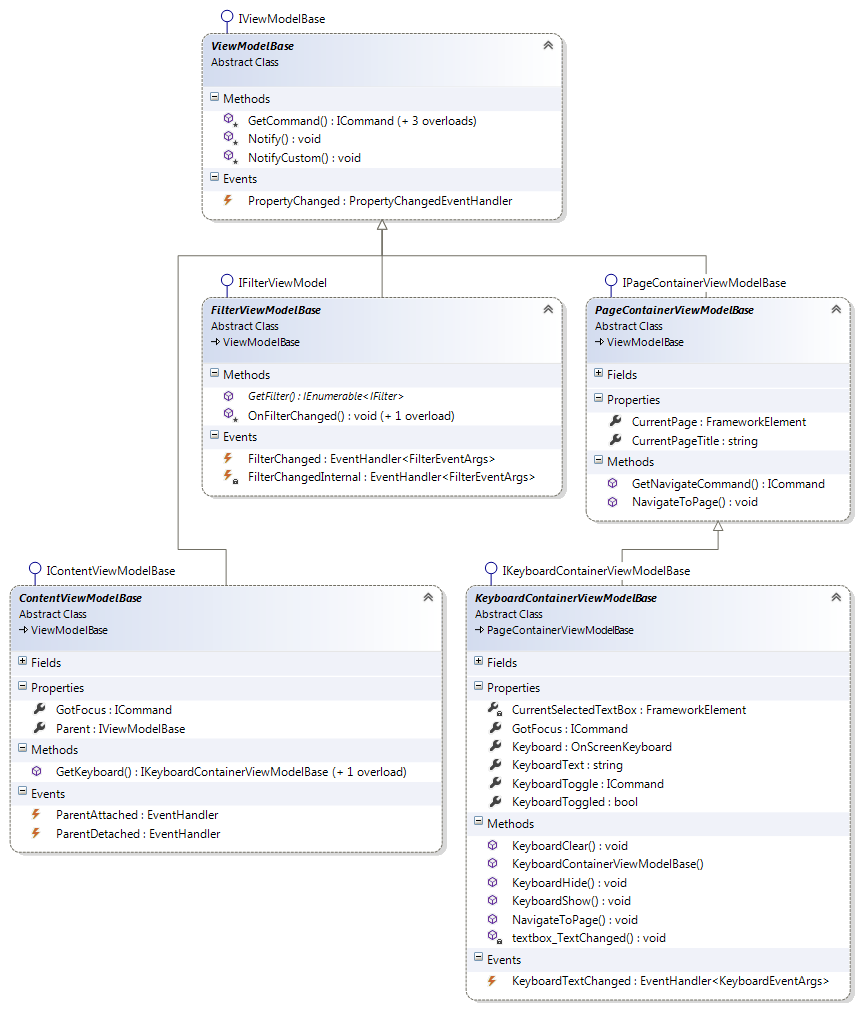 IViewModelBase
ViewModelBase
Abstract Class
Methods
GetCommand() : ICommand (+ 3 overloads)
Notify() : void
NotifyCustom() : void
Events
PropertyChanged : PropertyChangedEventHandler
IFilterViewModel
FilterViewModelBase
Abstract Class
ViewModelBase
Methods
GetFilter() : IEnumerable<IFilter>
OnFilterChanged() : void (+ 1 overload)
Events
FilterChanged : EventHandler<FilterEventArgs>
FilterChangedInternal : EventHandler<FilterEventArgs>
IPageContainerViewModelBase
PageContainerViewModelBase
Abstract Class
ViewModelBase
Fields
Properties
CurrentPage : FrameworkElement
CurrentPageTitle : string
Methods
GetNavigateCommand() : ICommand
NavigateToPage() : void
IContentViewModelBase
ContentViewModelBase
Abstract Class
ViewModelBase
Fields
Properties
GotFocus : ICommand
Parent : IViewModelBase
Methods
GetKeyboard() : IKeyboardContainerViewModelBase (+ 1 overload)
Events
ParentAttached : EventHandler
ParentDetached : EventHandler
IKeyboardContainerViewModelBase
KeyboardContainerViewModelBase
Abstract Class
PageContainerViewModelBase
Fields
Properties
CurrentSelectedTextBox : FrameworkElement
GotFocus : ICommand
Keyboard : OnScreenKeyboard
KeyboardText : string
KeyboardToggle : ICommand
KeyboardToggled : bool
Methods
KeyboardClear() : void
KeyboardContainerViewModelBase()
KeyboardHide() : void
KeyboardShow() : void
NavigateToPage() : void
textbox_TextChanged() : void
Events
KeyboardTextChanged : EventHandler<KeyboardEventArgs>